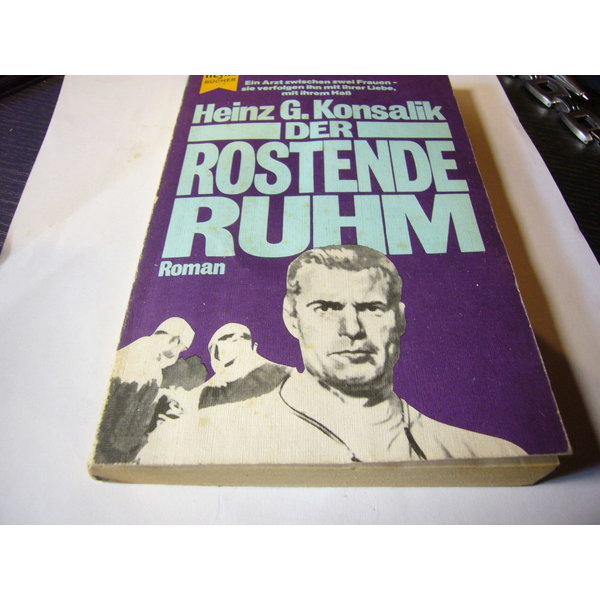 BÜCHER
Ein Arzt zwischen zwei Frauen -
sie verfolgen ihn mit ihrer Liebe,
mit ihrem Haß
Heinz G. Konsalik
DER
ROSTENDE
RUHM
Roman